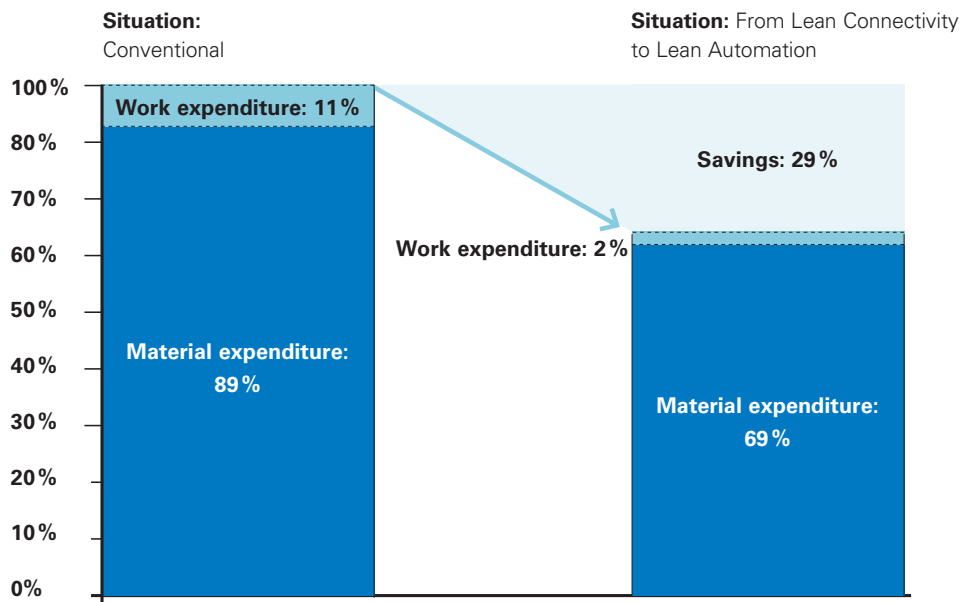 Situation:
Conventional
Situation: From Lean Connectivity
to Lean Automation
100 %
80 %
70 %
60 %
50 %
40 %
30 %
20 %
10 %
0%
Work expenditure: 11 %
Material expenditure:
89 %
Savings: 29 %
Work expenditure: 2 %
Material expenditure:
69 %